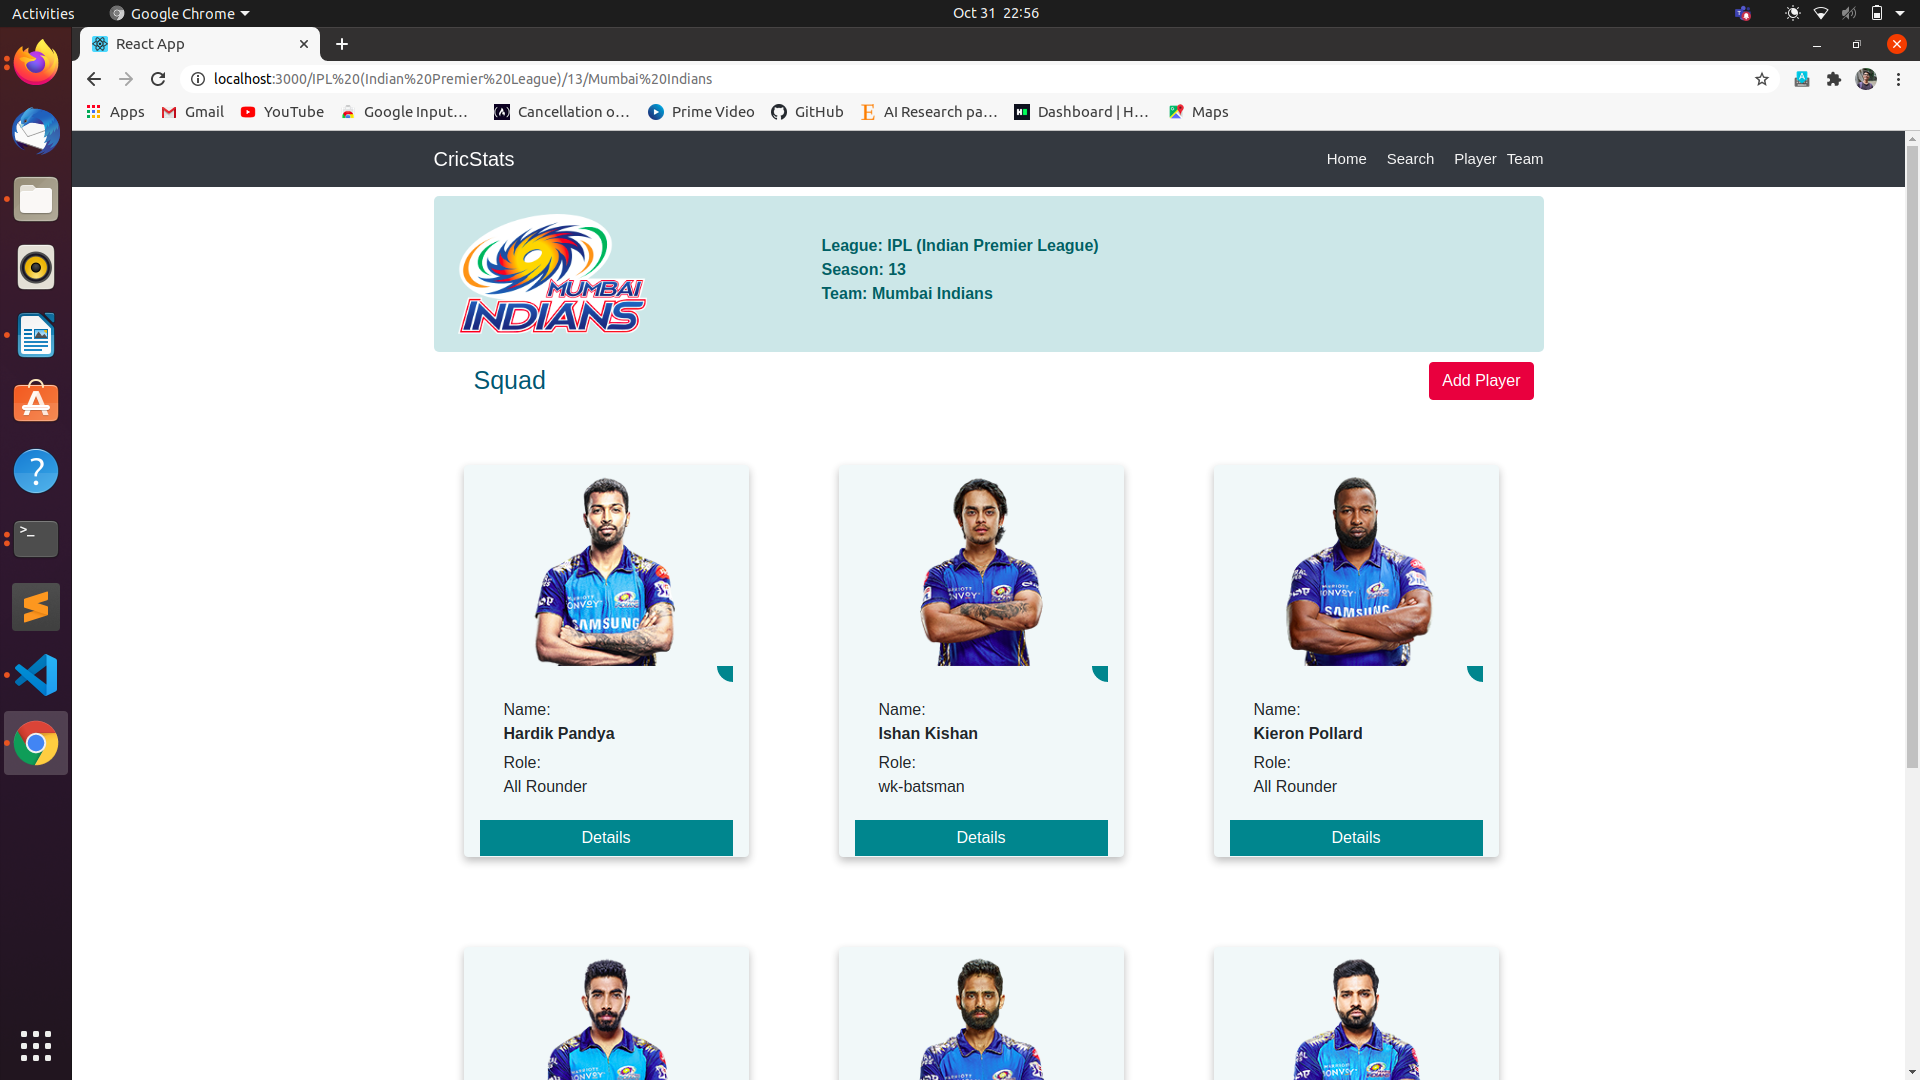 Activities
Google Chrome
Oct 31 22:56
React App
localhost:3000/IPL%20(Indian%20Premier%20League)/13/Mumbai%20Indians
Apps
Gmail
YouTube
Google Input…
Cancellation o…
Prime Video
GitHub
AI Research pa…
Dashboard | H…
Maps
CricStats
Home
Search
Player
Team
MUMBAI
INDIANS
League: IPL (Indian Premier League)
Season: 13
Team: Mumbai Indians
Squad
Add Player
SAMSUNG
SAMSUNG
Name:
Hardik Pandya
Role:
All Rounder
Details
Name:
Ishan Kishan
Role:
wk-batsman
Details
Name:
Kieron Pollard
Role:
All Rounder
Details